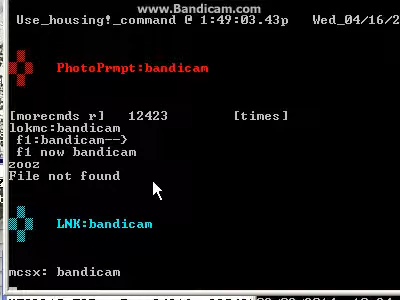 www.Bandicam.com
Use_housing!_command @ 1:49:03.43p Wed_04/16/2
PhotoPrmpt:bandicam
[morecmds r] 12423 [times]
lokmc:bandicam
f1:bandicam-->
f1 now bandicam
zooz
File not found
LNK:bandicam
mcsx: bandicam